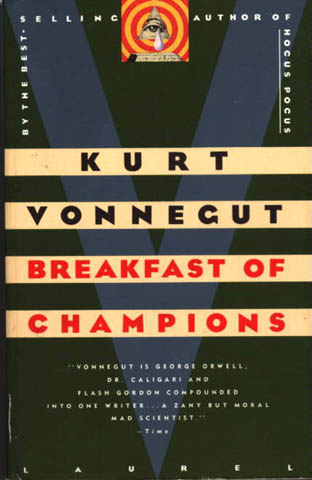 BY THE BEST-
SELLING AUTHOR OF
HOCUS POCUS
KURT
VONNEGUT
BREAKFAST OF
CHAMPIONS
"VONNEGUT IS GEORGE ORWELL,
DR. CALIGARI AND
FLASH GORDON COMPOUNDED
INTO ONE WRITER...A ZANY BUT MORAL
MAD SCIENTIST."
—Time
LAUREL